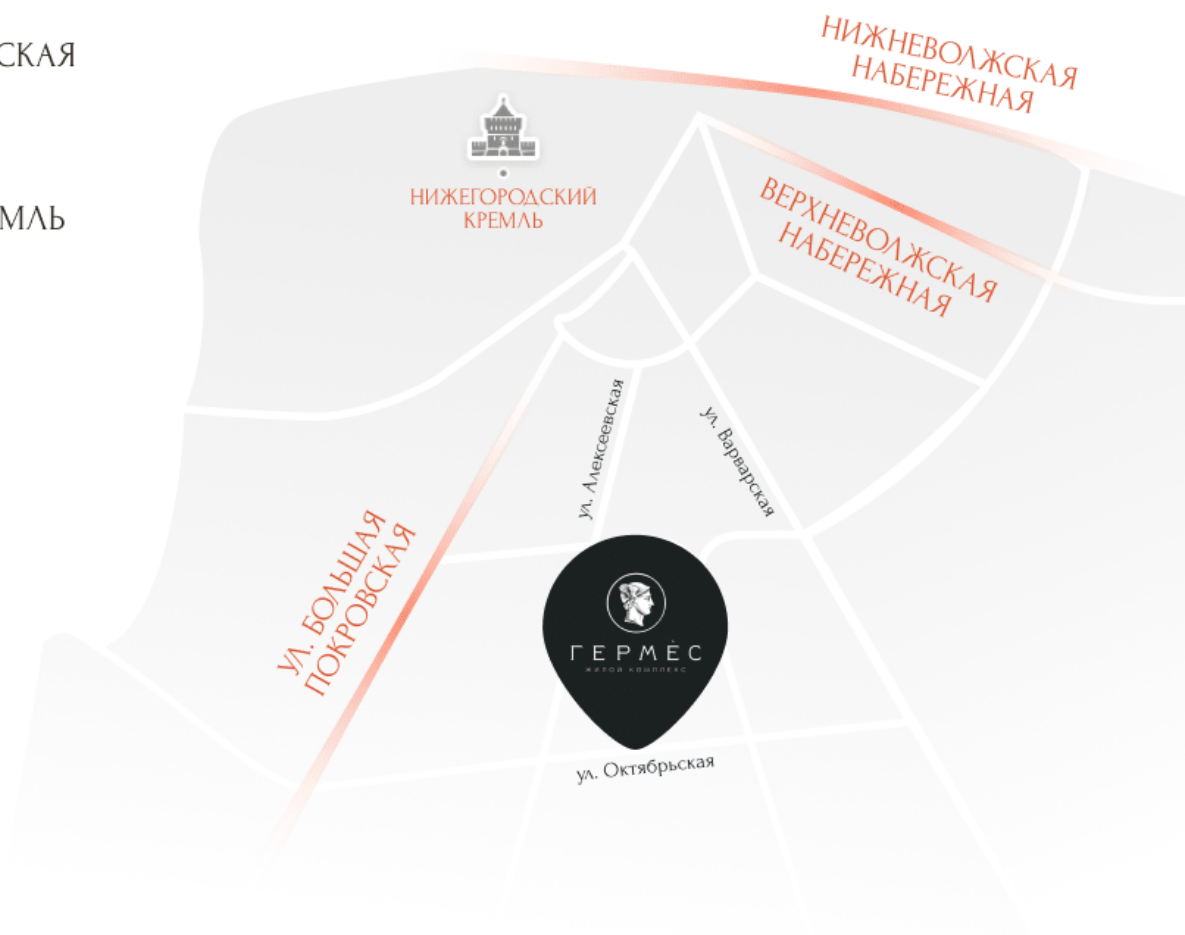 СКАЯ
МЛЬ
НИЖНЕВОЛЖСКАЯ
НАБЕРЕЖНАЯ
НИЖЕГОРОДСКИЙ
КРЕМЛЬ
ВЕРХНЕВОЛЖСКАЯ
НАБЕРЕЖНАЯ
ул. Алексеевская
ул. Варварская
УЛ. БОЛЬШАЯ
ПОКРОВСКАЯ
ГЕРМЀС
ЖИЛОЙ КОМПЛЕКС
ул. Октябрьская